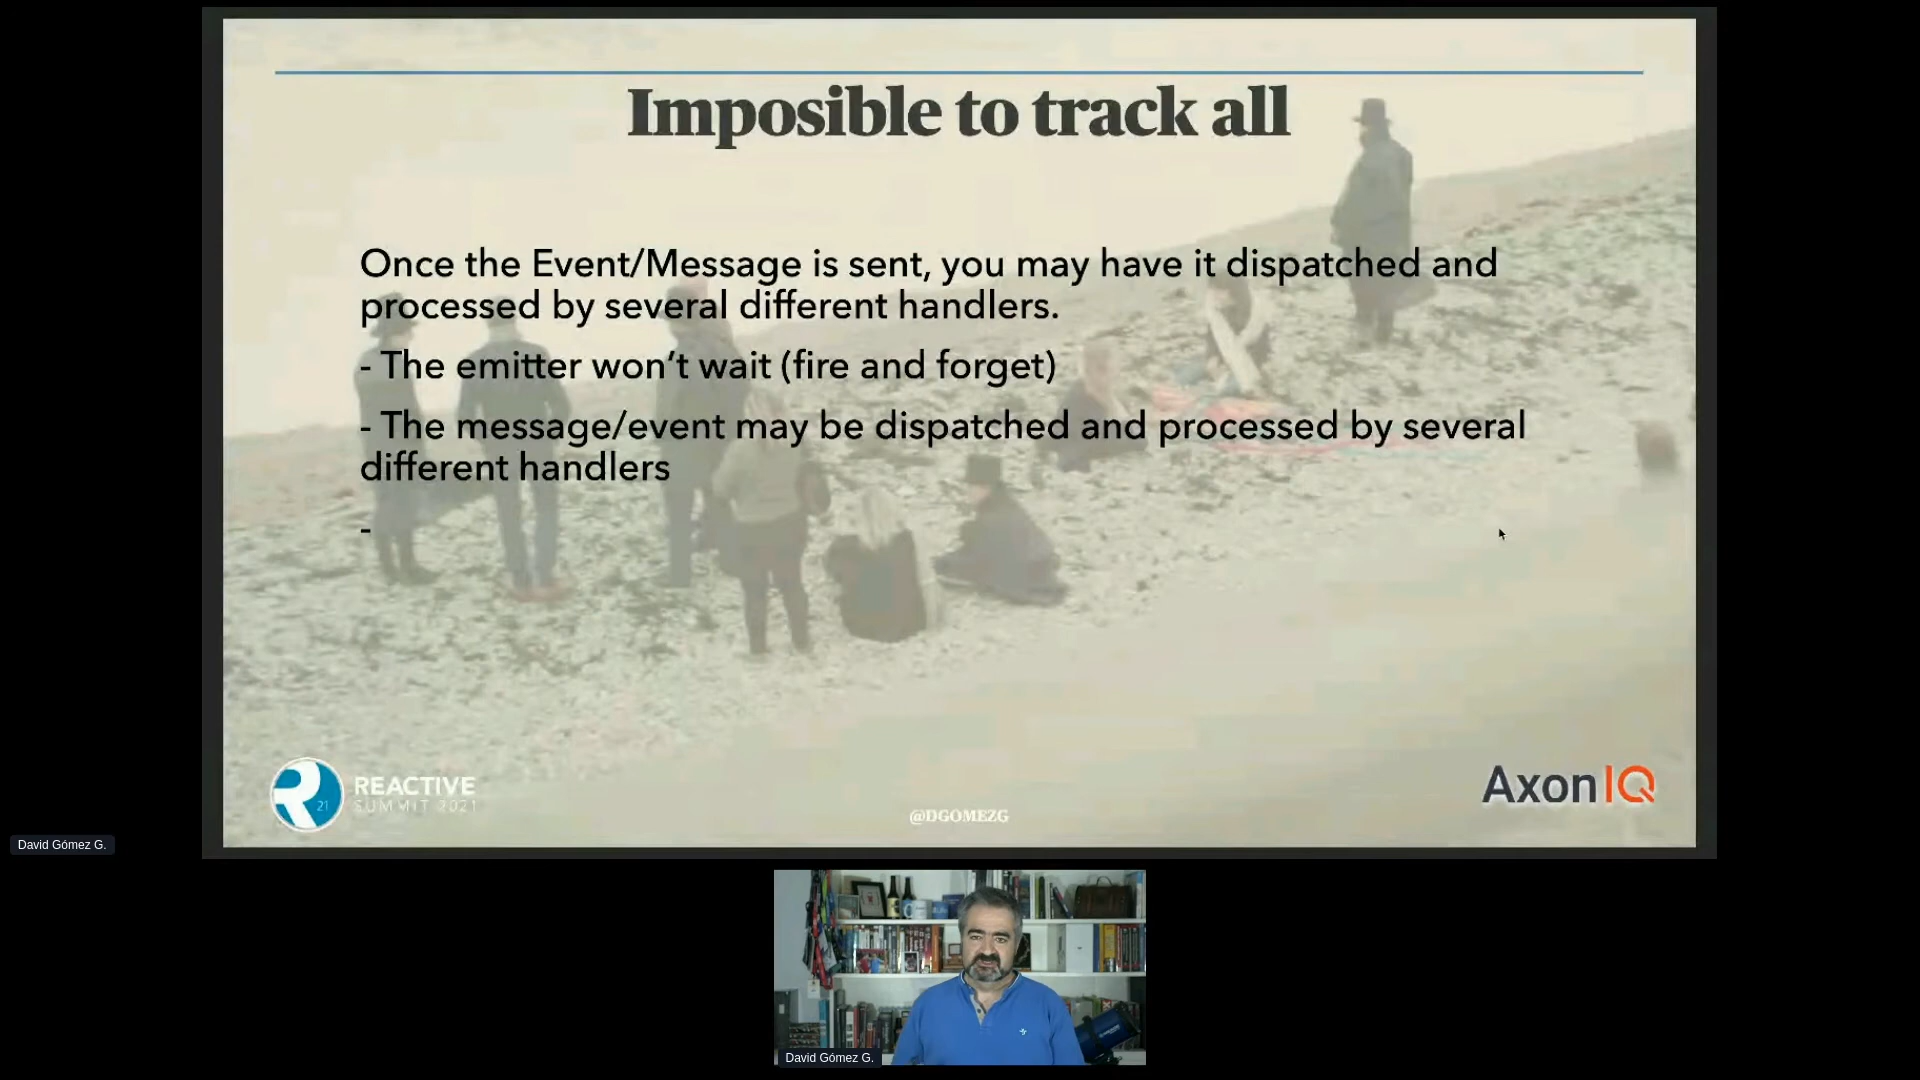 Imposible to track all
Once the Event/Message is sent, you may have it dispatched and
processed by several different handlers.
- The emitter won’t wait (fire and forget)
- The message/event may be dispatched and processed by several
different handlers
-
R
21
REACTIVE
SUMMIT 2021
@DGOMEZG
AxonIQ
David Gómez G.
David Gómez G.